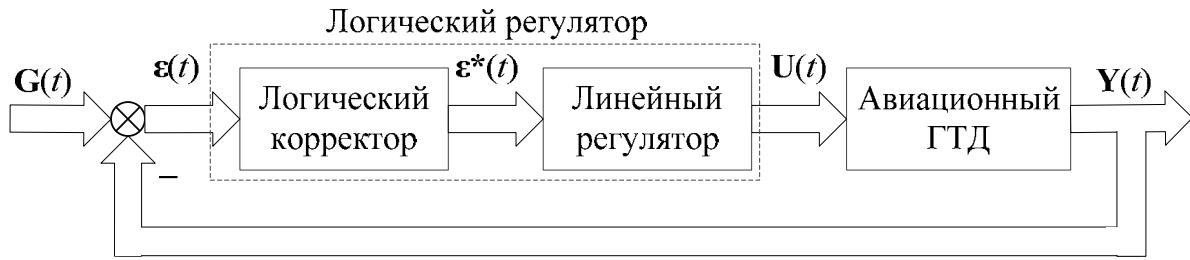 Логический регулятор
G(t)
ε(t)
Логический
корректор
ε*(t)
Линейный
регулятор
U(t)
Авиационный
ГТД
Y(t)
–